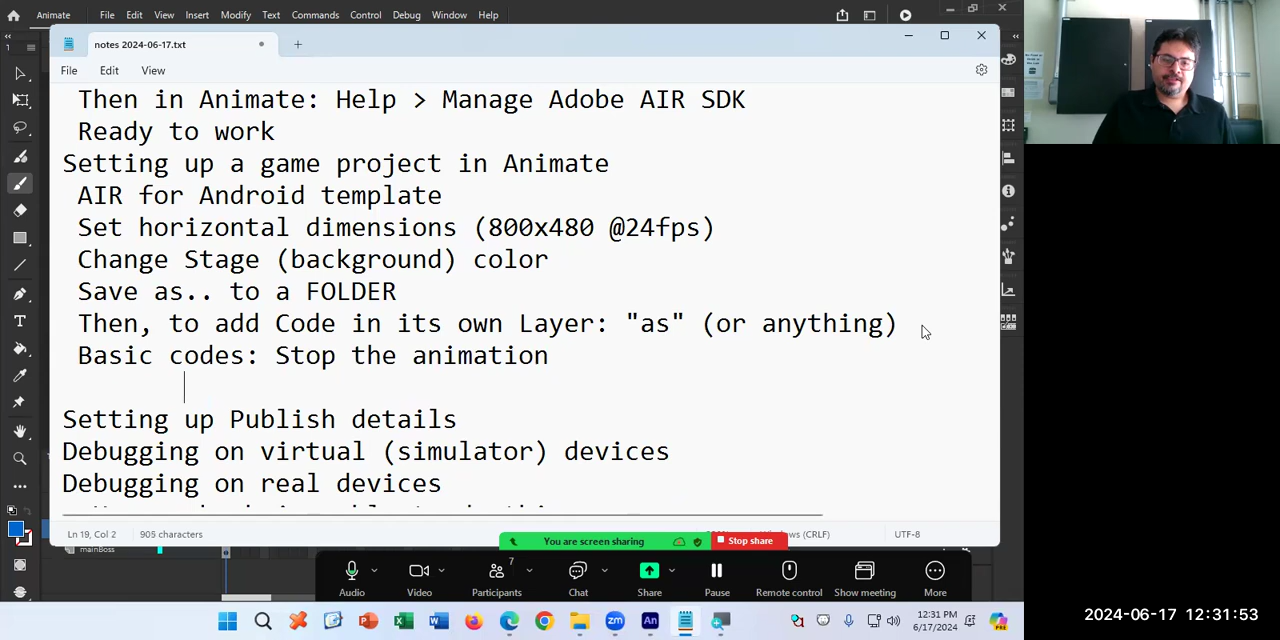 Animate File Edit View Insert Modify Text Commands Control Debug Window Help
notes 2024-06-17.txt
File Edit View
Then in Animate: Help > Manage Adobe AIR SDK
Ready to work
Setting up a game project in Animate
AIR for Android template
Set horizontal dimensions (800x480 @24fps)
Change Stage (background) color
Save as.. to a FOLDER
Then, to add Code in its own Layer: "as" (or anything)
Basic codes: Stop the animation
Setting up Publish details
Debugging on virtual (simulator) devices
Debugging on real devices
Ln 19, Col 2 905 characters (CRLF) UTF-8
You are screen sharing Stop share
mainBoss
7
Audio Video Participants Chat Share Pause Remote control Show meeting More
12:31 PM
6/17/2024
2024-06-17 12:31:53